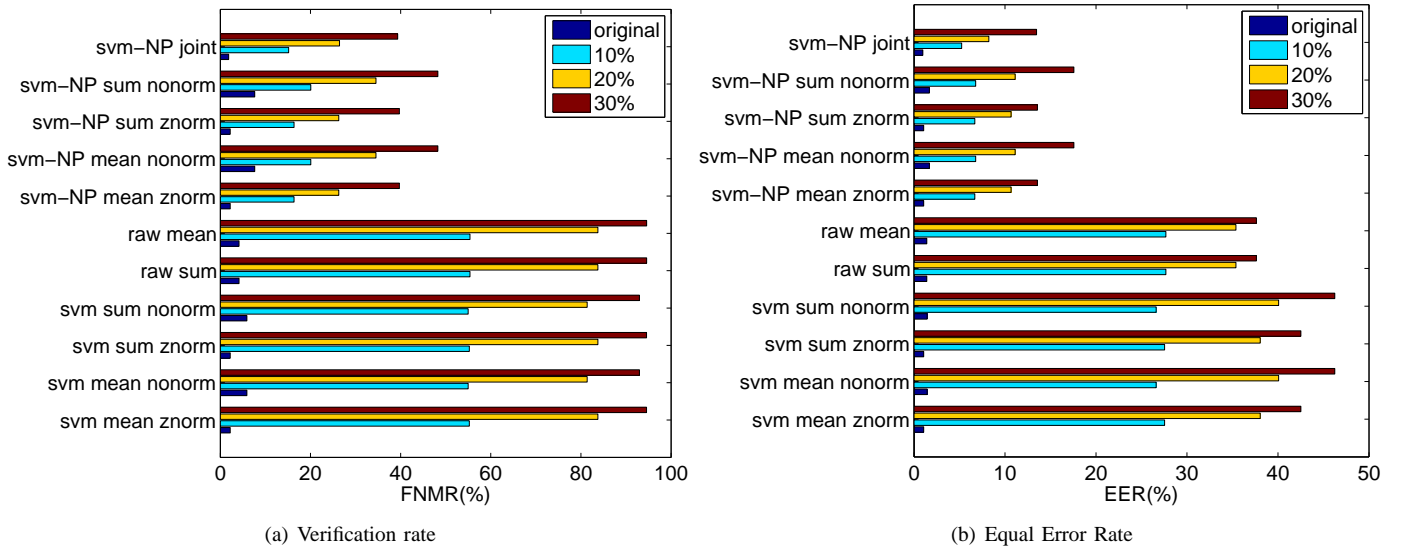 svm−NP joint
svm−NP sum nonorm
svm−NP sum znorm
svm−NP mean nonorm
svm−NP mean znorm
raw mean
raw sum
svm sum nonorm
svm sum znorm
svm mean nonorm
svm mean znorm
original
10%
20%
30%
0 20 40 60 80 100
FNMR(%)
(a) Verification rate
svm−NP joint
svm−NP sum nonorm
svm−NP sum znorm
svm−NP mean nonorm
svm−NP mean znorm
raw mean
raw sum
svm sum nonorm
svm sum znorm
svm mean nonorm
svm mean znorm
original
10%
20%
30%
0 10 20 30 40 50
EER(%)
(b) Equal Error Rate